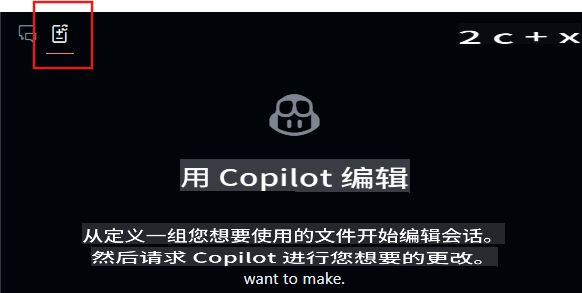 2 c + x
用 Copilot 编辑
从定义一组您想要使用的文件开始编辑会话。
然后请求 Copilot 进行您想要的更改。
want to make.